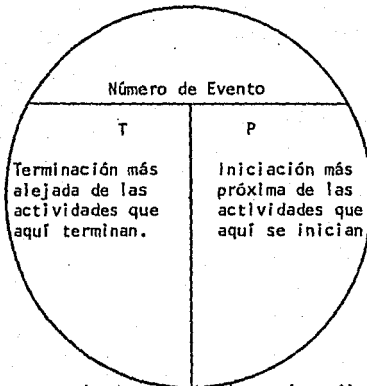 Número de Evento
T
P
Terminación más
alejada de las
actividades que
aquí terminan.
Iniciación más
próxima de las
actividades que
aquí se inician